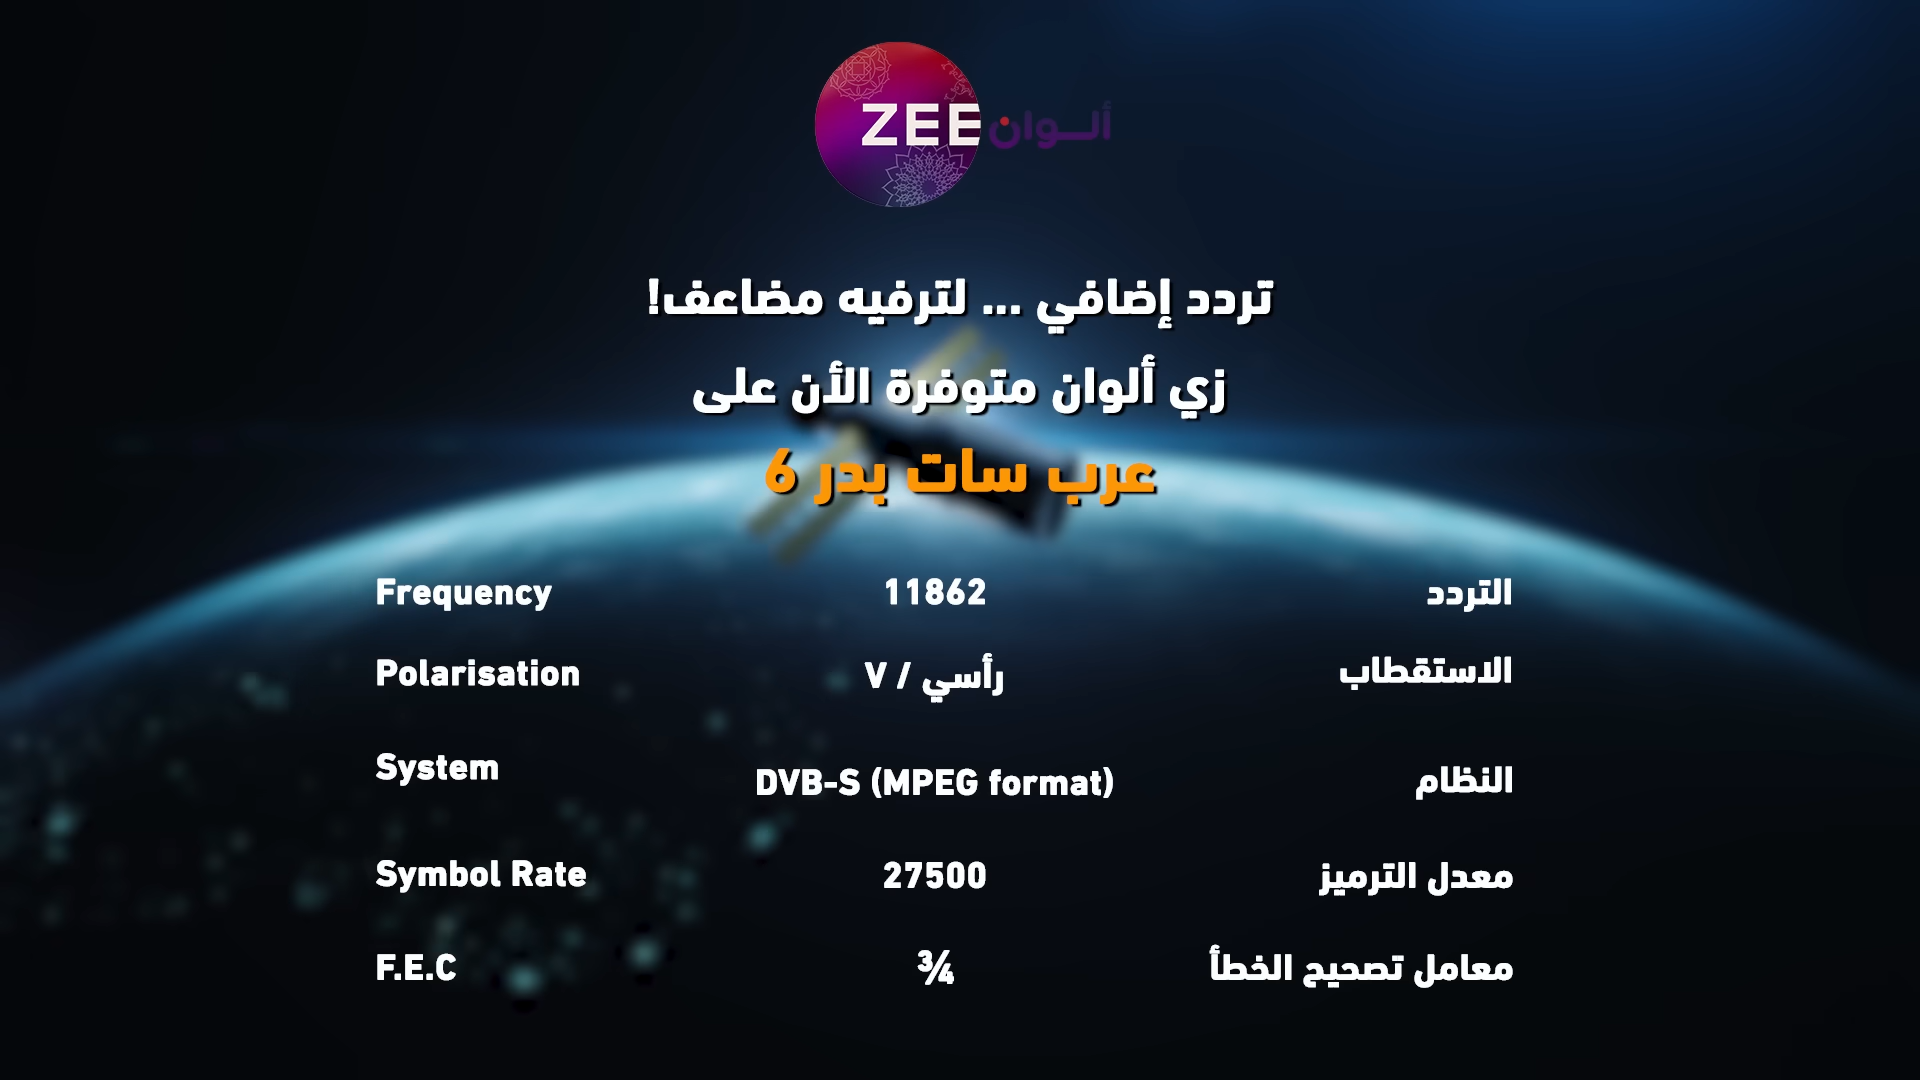 ZEE ألوان
تردد إضافي ... لترفيه مضاعف!
زي ألوان متوفرة الأن على
عرب سات بدر 6
Frequency 11862 التردد
Polarisation رأسي / V الاستقطاب
System DVB-S (MPEG format) النظام
Symbol Rate 27500 معدل الترميز
F.E.C ¾ معامل تصحيح الخطأ